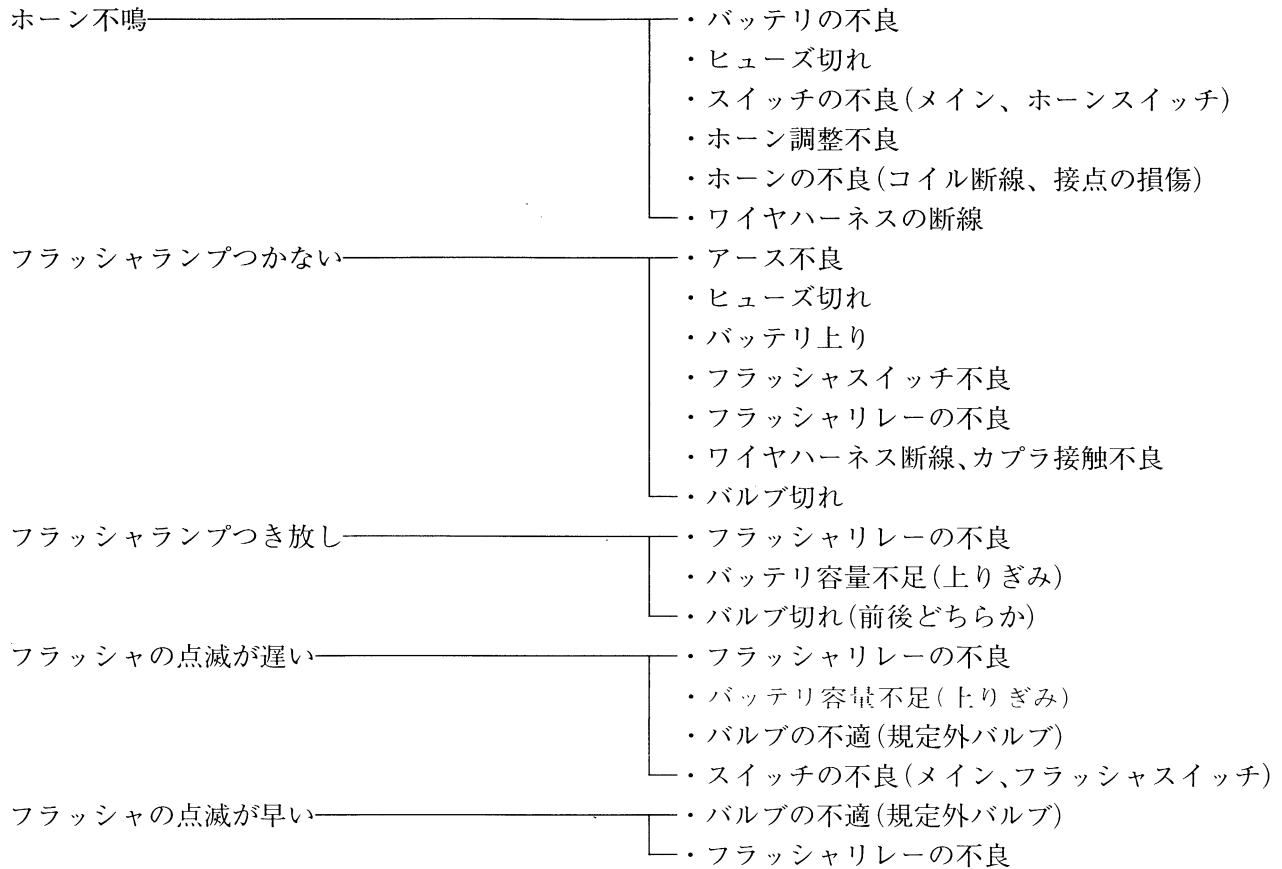 ホーン不鳴
・バッテリの不良
・ヒューズ切れ
・スイッチの不良(メイン、ホーンスイッチ)
・ホーン調整不良
・ホーンの不良(コイル断線、接点の損傷)
・ワイヤハーネスの断線
フラッシャランプつかない
・アース不良
・ヒューズ切れ
・バッテリ上り
・フラッシャスイッチ不良
・フラッシャリレーの不良
・ワイヤハーネス断線、カプラ接触不良
・バルブ切れ
フラッシャランプつき放し
・フラッシャリレーの不良
・バッテリ容量不足(上りぎみ)
・バルブ切れ(前後どちらか)
フラッシャの点滅が遅い
・フラッシャリレーの不良
・バッテリ容量不足(上りぎみ)
・バルブの不適(規定外バルブ)
・スイッチの不良(メイン、フラッシャスイッチ)
フラッシャの点滅が早い
・バルブの不適(規定外バルブ)
・フラッシャリレーの不良